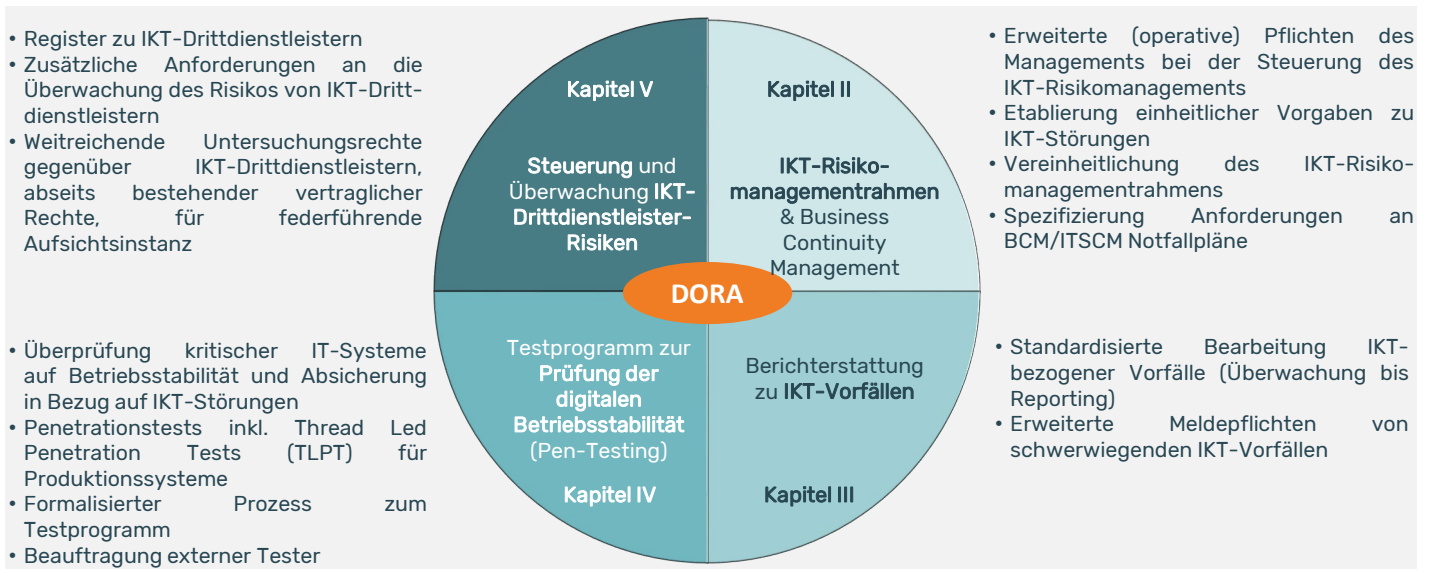 • Register zu IKT-Drittdienstleistern
• Zusätzliche Anforderungen an die
Überwachung des Risikos von IKT-Dritt-
dienstleistern
• Weitreichende Untersuchungsrechte
gegenüber IKT-Drittdienstleistern,
abseits bestehender vertraglicher
Rechte, für federführende
Aufsichtsinstanz
Kapitel V
Steuerung und
Überwachung IKT-
Drittdienstleister-
Risiken
Kapitel II
IKT-Risiko-
managementrahmen
& Business
Continuity
Management
• Erweiterte (operative) Pflichten des
Managements bei der Steuerung des
IKT-Risikomanagements
• Etablierung einheitlicher Vorgaben zu
IKT-Störungen
• Vereinheitlichung des IKT-Risiko-
managementrahmens
• Spezifizierung Anforderungen an
BCM/ITSCM Notfallpläne
DORA
• Überprüfung kritischer IT-Systeme
auf Betriebsstabilität und Absicherung
in Bezug auf IKT-Störungen
• Penetrationstests inkl. Thread Led
Penetration Tests (TLPT) für
Produktionssysteme
• Formalisierter Prozess zum
Testprogramm
• Beauftragung externer Tester
Testprogramm zur
Prüfung der
digitalen
Betriebsstabilität
(Pen-Testing)
Kapitel IV
Berichterstattung
zu IKT-Vorfällen
Kapitel III
• Standardisierte Bearbeitung IKT-
bezogener Vorfälle (Überwachung bis
Reporting)
• Erweiterte Meldepflichten von
schwerwiegenden IKT-Vorfällen